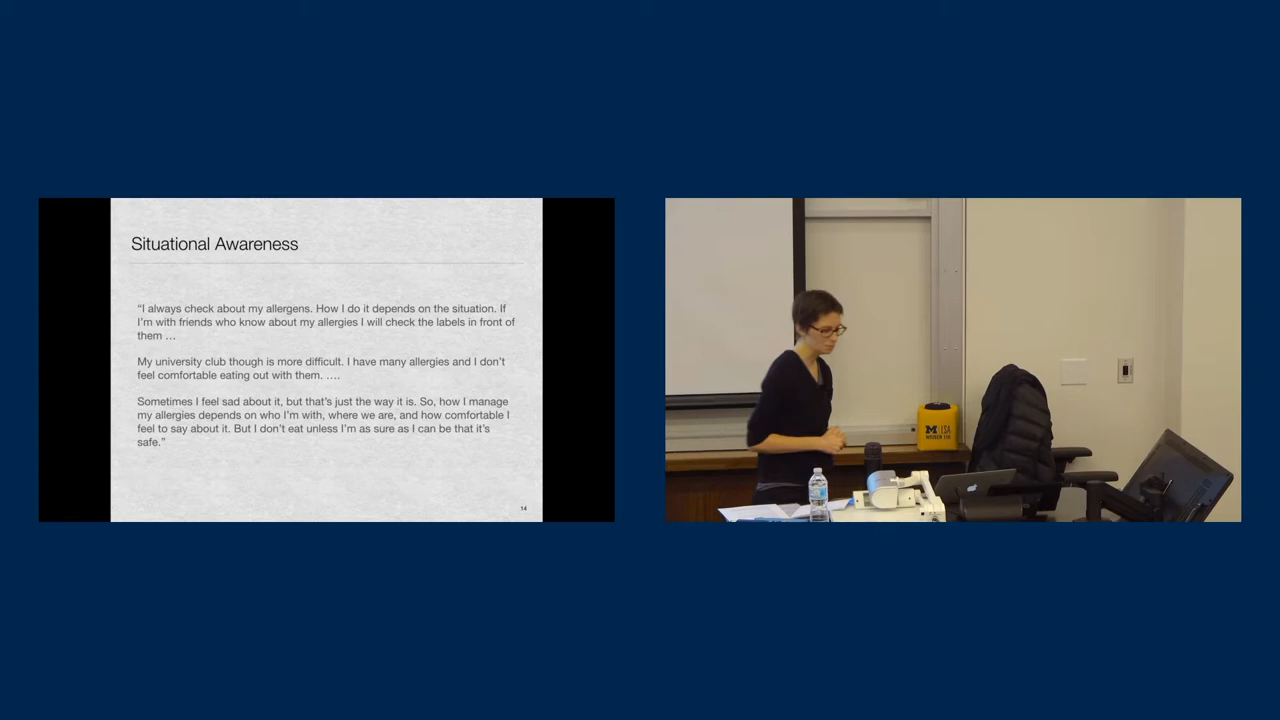 Situational Awareness
“I always check about my allergens. How I do it depends on the situation. If
I’m with friends who know about my allergies I will check the labels in front of
them …
My university club though is more difficult. I have many allergies and I don’t
feel comfortable eating out with them. ….
Sometimes I feel sad about it, but that’s just the way it is. So, how I manage
my allergies depends on who I’m with, where we are, and how comfortable I
feel to say about it. But I don’t eat unless I’m as sure as I can be that it’s
safe.”
14
M LSA